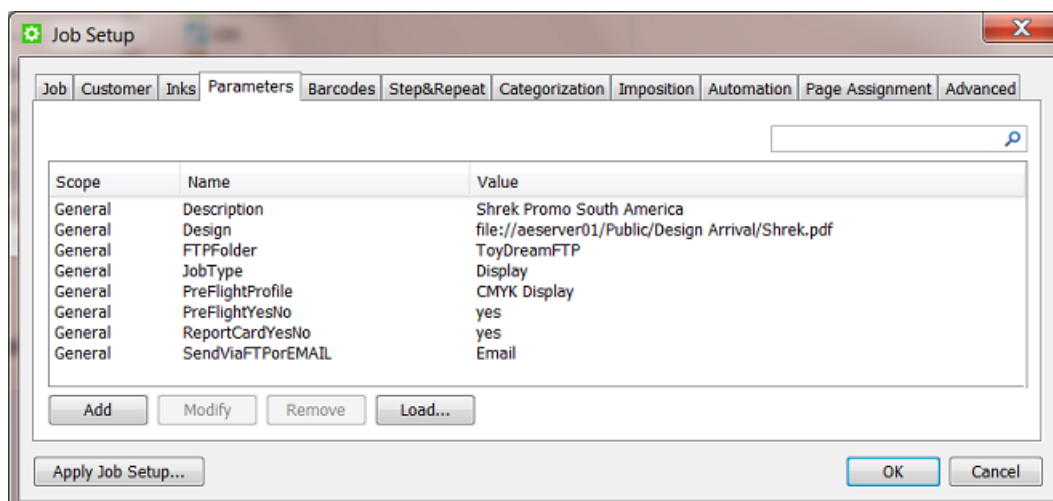 Job Setup
Job Customer Inks Parameters Barcodes Step&Repeat Categorization Imposition Automation Page Assignment Advanced
Scope Name Value
General Description Shrek Promo South America
General Design file://aeserver01/Public/Design Arrival/Shrek.pdf
General FTPFolder ToyDreamFTP
General JobType Display
General PreFlightProfile CMYK Display
General PreFlightYesNo yes
General ReportCardYesNo yes
General SendViaFTPorEMAIL Email
Add Modify Remove Load...
Apply Job Setup... OK Cancel